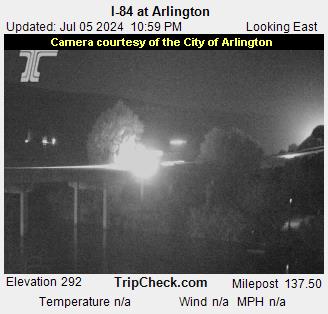 I-84 at Arlington
Updated: Jul 05 2024 10:59 PM Looking East
Camera courtesy of the City of Arlington
Elevation 292 TripCheck.com Milepost 137.50
Temperature n/a Wind n/a MPH n/a